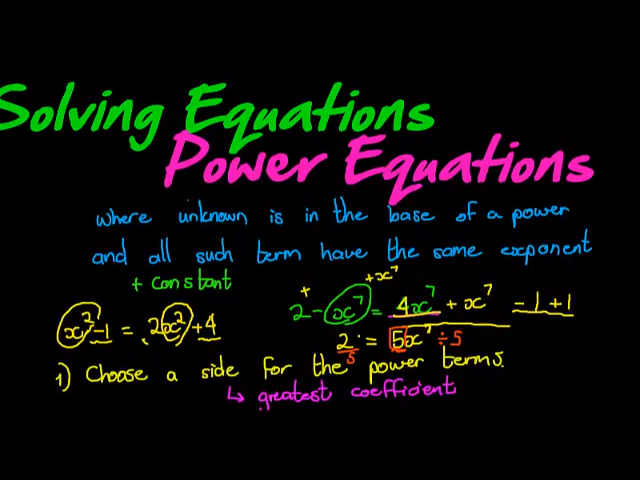 Solving Equations
Power Equations
where unknown is in the base of a power
and all such term have the same exponent
+ constant
+x⁷
+
x² - 1 = 2x² + 4
2 - x⁷ = 4x⁷ + x⁷ - 1 + 1
2/5 = 5x⁷ ÷5
1) Choose a side for the power terms.
↳ greatest coefficient